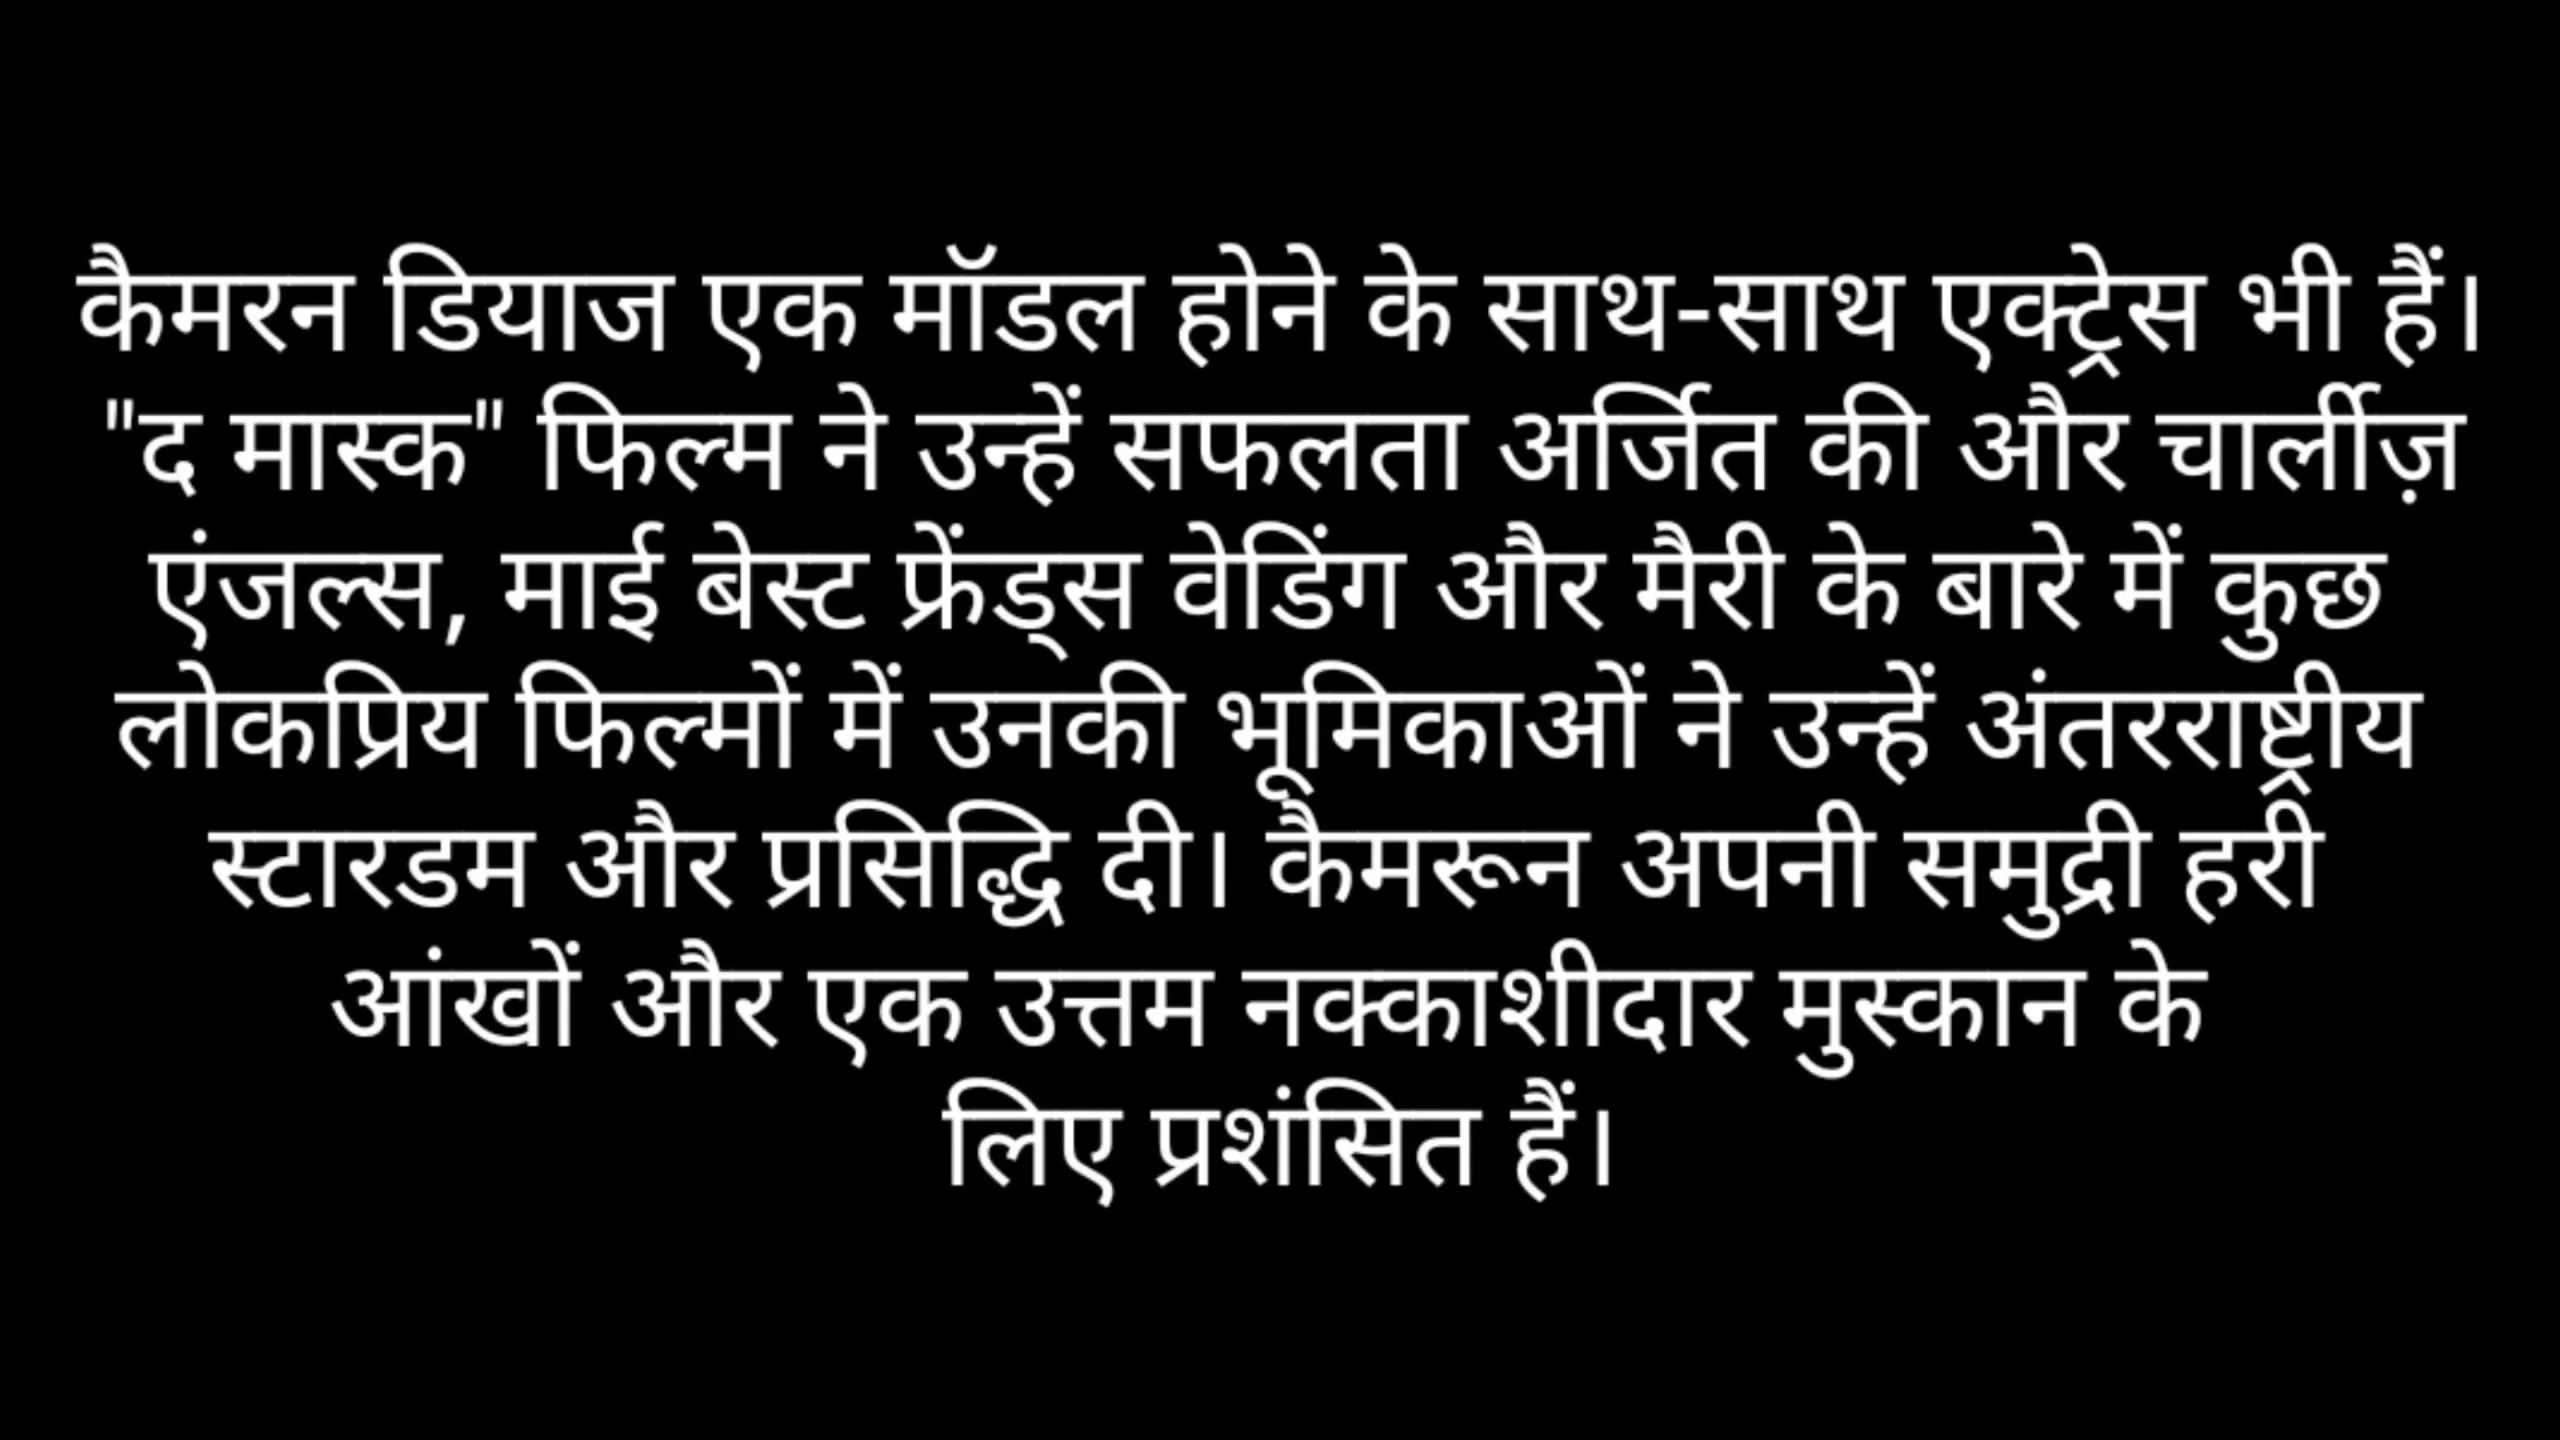 कैमरन डियाज एक मॉडल होने के साथ-साथ एक्ट्रेस भी हैं।
"द मास्क" फिल्म ने उन्हें सफलता अर्जित की और चार्लीज़
एंजल्स, माई बेस्ट फ्रेंड्स वेडिंग और मैरी के बारे में कुछ
लोकप्रिय फिल्मों में उनकी भूमिकाओं ने उन्हें अंतरराष्ट्रीय
स्टारडम और प्रसिद्धि दी। कैमरून अपनी समुद्री हरी
आंखों और एक उत्तम नक्काशीदार मुस्कान के
लिए प्रशंसित हैं।